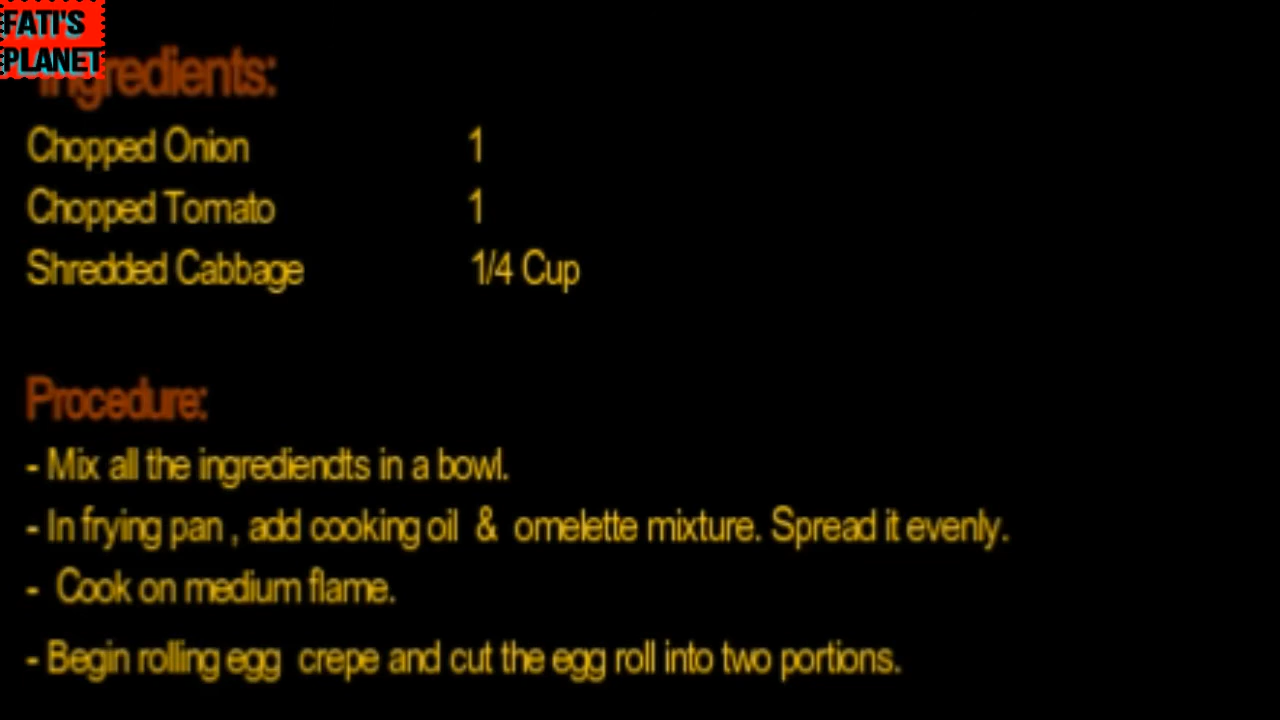 FATI'S
PLANET
Ingredients:
Chopped Onion 1
Chopped Tomato 1
Shredded Cabbage 1/4 Cup
Procedure:
- Mix all the ingrediendts in a bowl.
- In frying pan , add cooking oil & omelette mixture. Spread it evenly.
- Cook on medium flame.
- Begin rolling egg crepe and cut the egg roll into two portions.